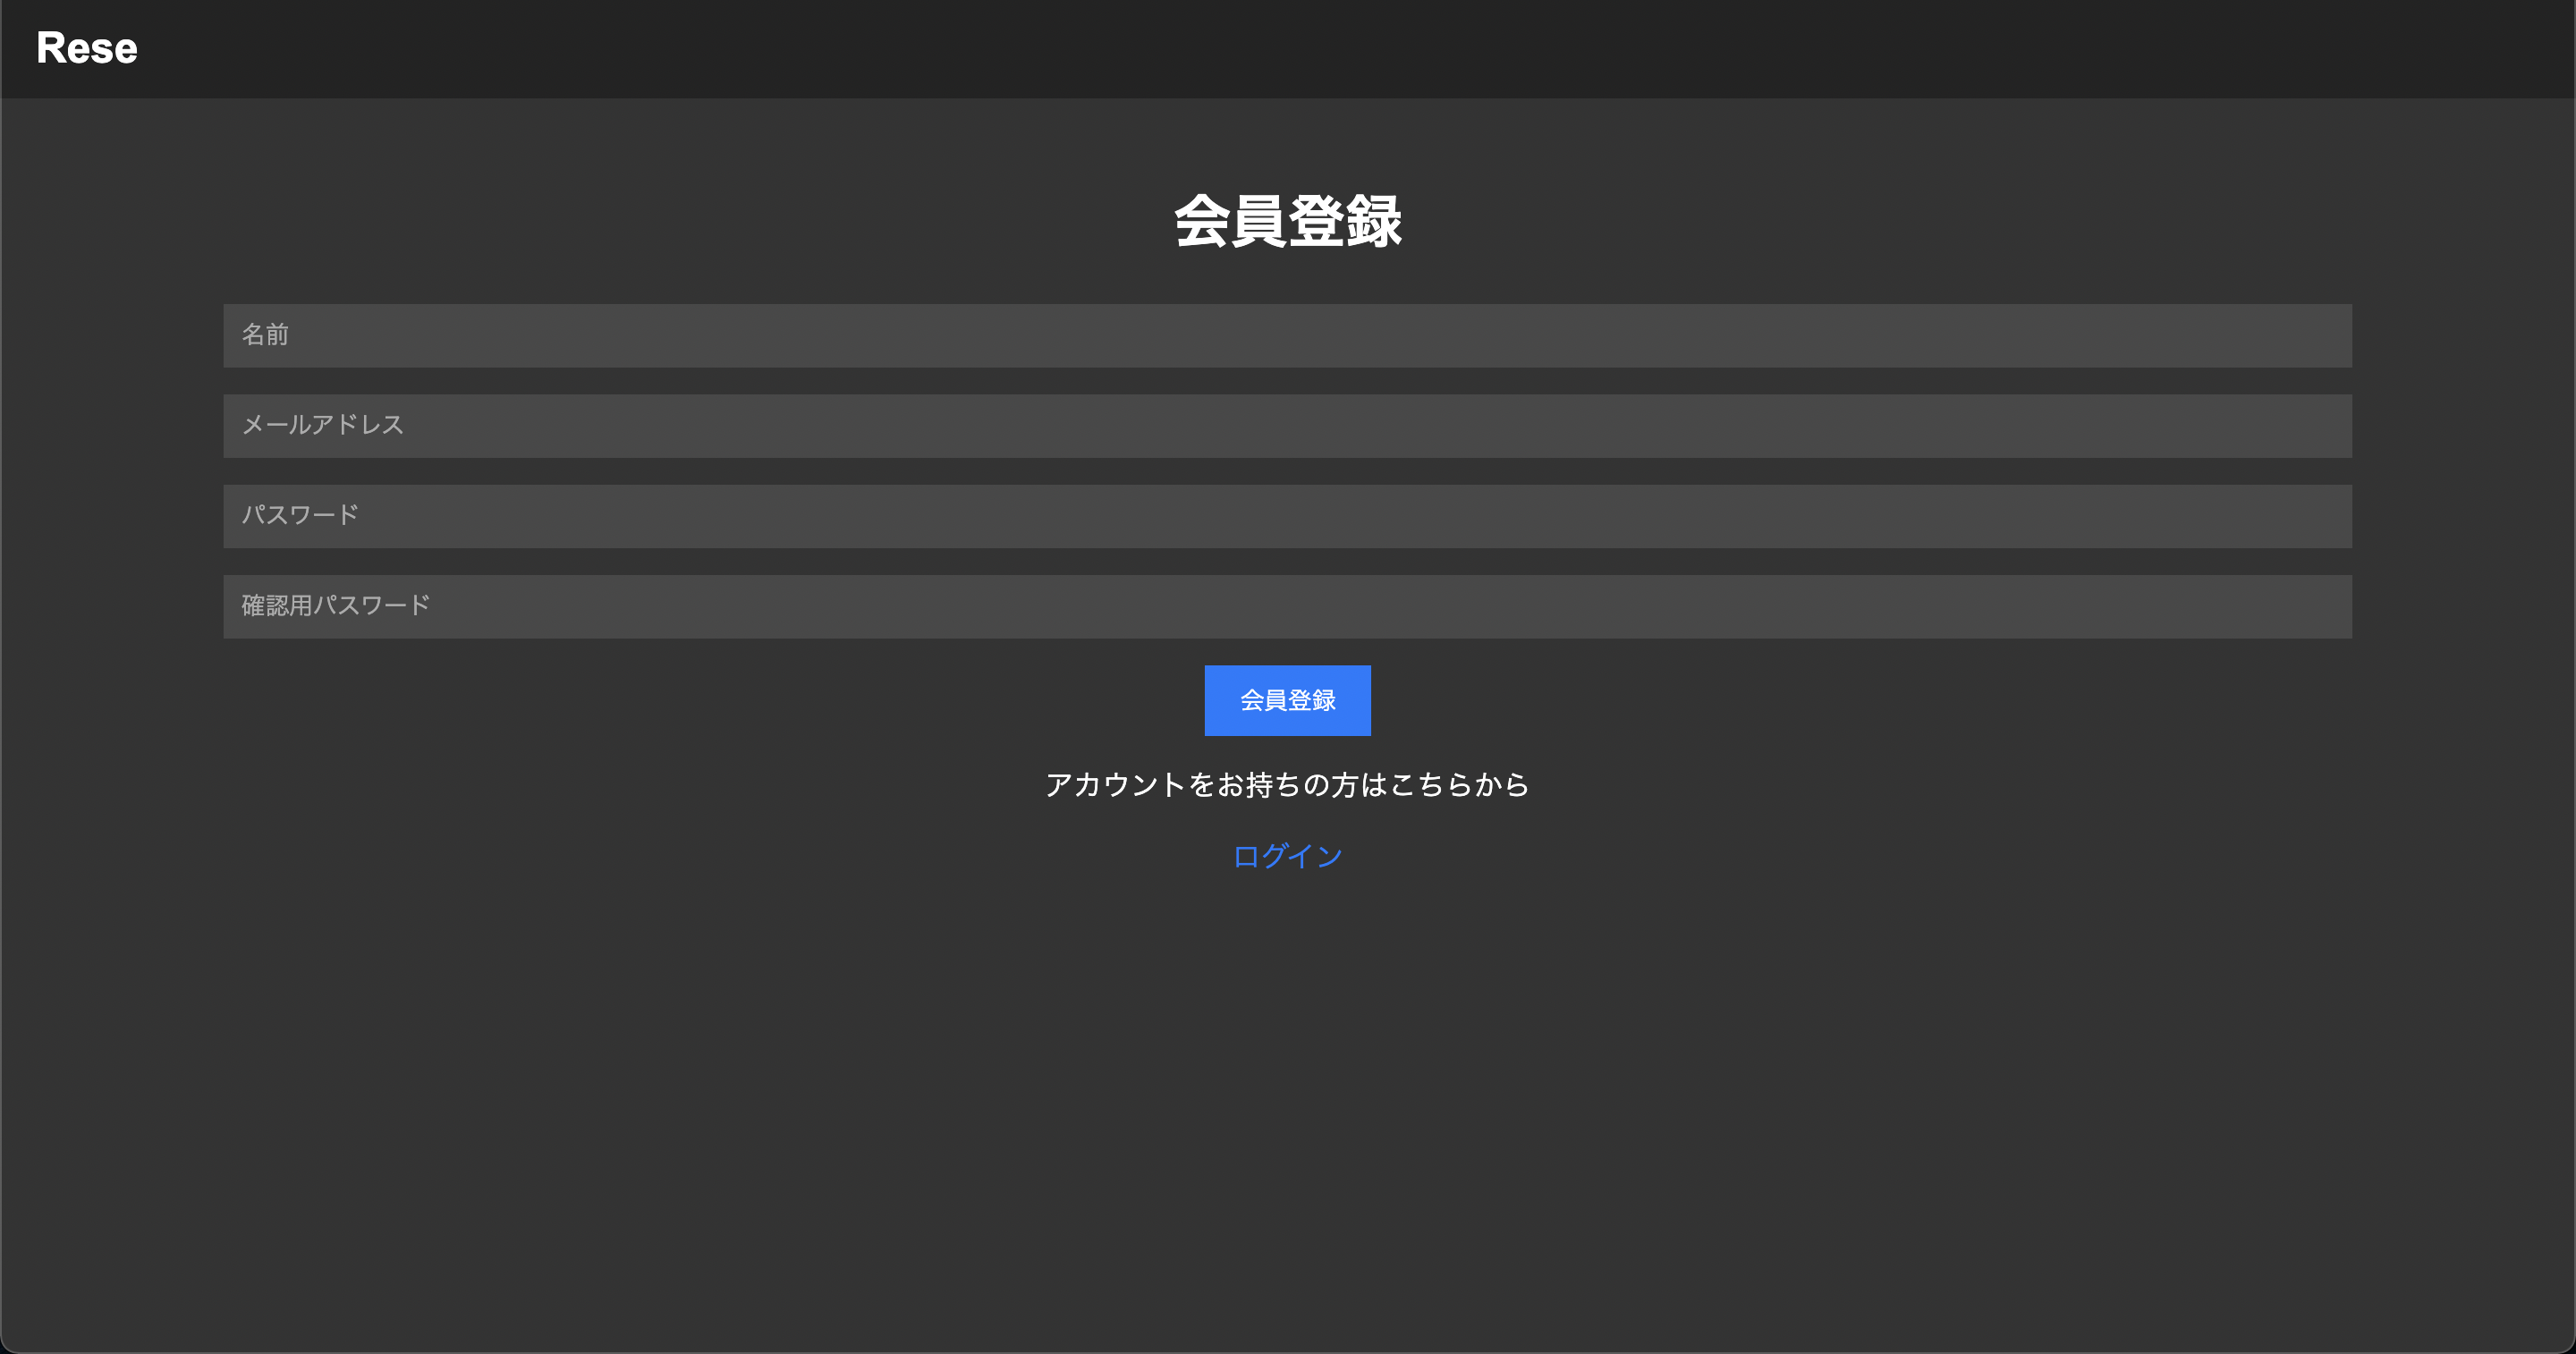 Rese
会員登録
名前
メールアドレス
パスワード
確認用パスワード
会員登録
アカウントをお持ちの方はこちらから
ログイン